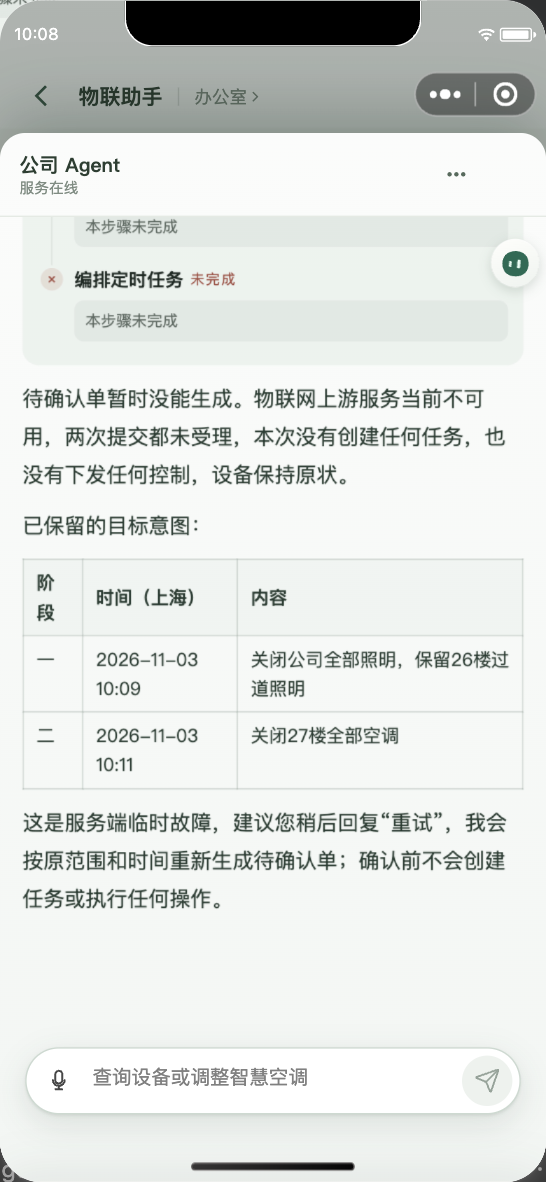 10:08
物联助手 | 办公室 >
公司 Agent
服务在线
本步骤未完成
编排定时任务 未完成
本步骤未完成
待确认单暂时没能生成。物联网上游服务当前不可
用，两次提交都未受理，本次没有创建任何任务，也
没有下发任何控制，设备保持原状。
已保留的目标意图：
阶
段
时间（上海）
内容
一
2026-11-03
10:09
关闭公司全部照明，保留26楼过
道照明
二
2026-11-03
10:11
关闭27楼全部空调
这是服务端临时故障，建议您稍后回复“重试”，我会
按原范围和时间重新生成待确认单；确认前不会创建
任务或执行任何操作。
查询设备或调整智慧空调